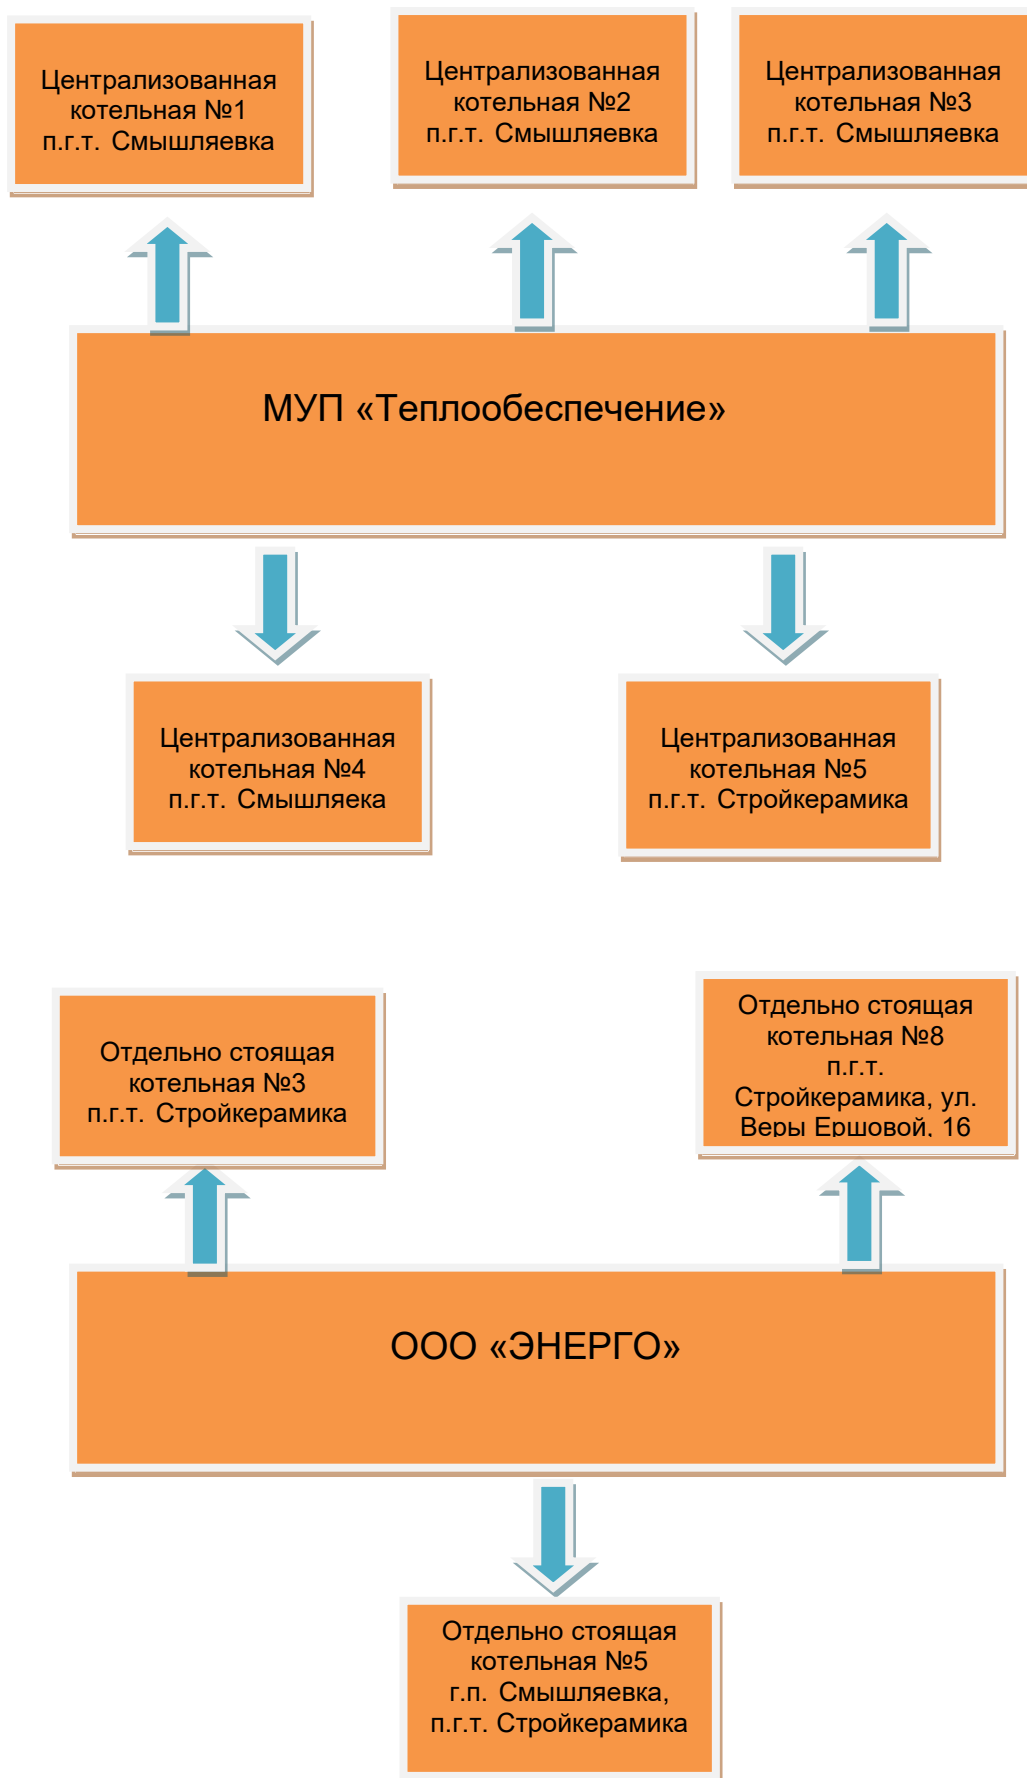 Централизованная
котельная №1
п.г.т. Смышляевка
Централизованная
котельная №2
п.г.т. Смышляевка
Централизованная
котельная №3
п.г.т. Смышляевка
МУП «Теплообеспечение»
Централизованная
котельная №4
п.г.т. Смышляека
Централизованная
котельная №5
п.г.т. Стройкерамика
Отдельно стоящая
котельная №3
п.г.т. Стройкерамика
Отдельно стоящая
котельная №8
п.г.т.
Стройкерамика, ул.
Веры Ершовой, 16
ООО «ЭНЕРГО»
Отдельно стоящая
котельная №5
г.п. Смышляевка,
п.г.т. Стройкерамика